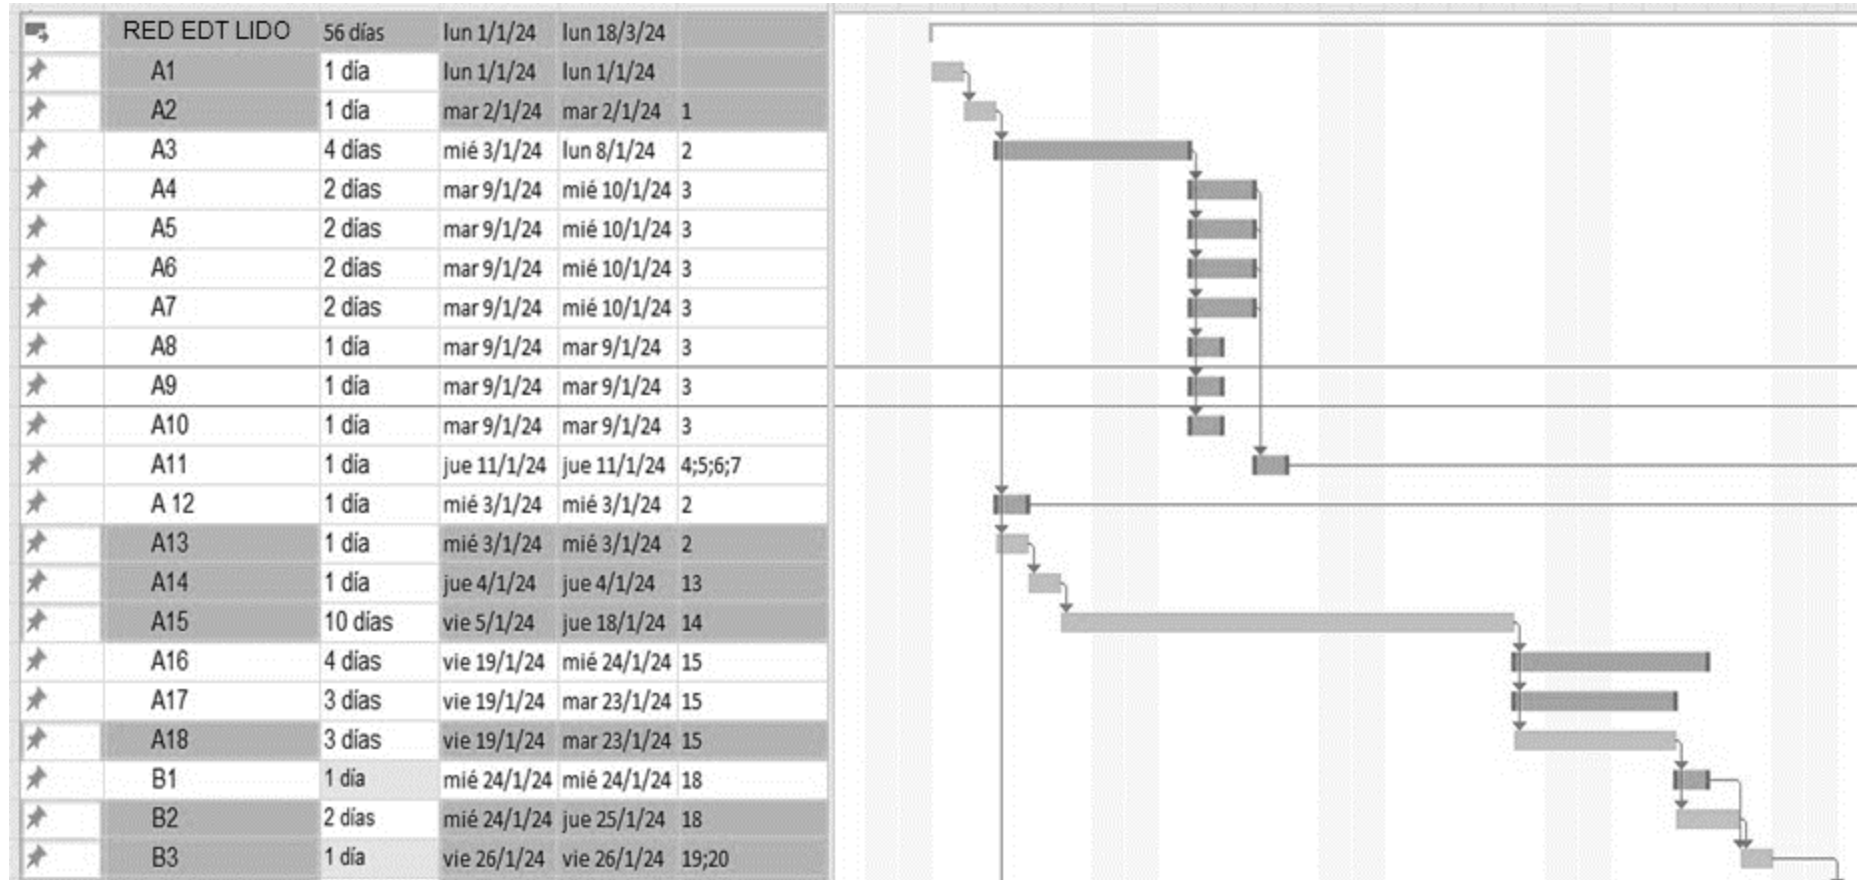 RED EDT LIDO 56 días lun 1/1/24 lun 18/3/24
A1 1 día lun 1/1/24 lun 1/1/24
A2 1 día mar 2/1/24 mar 2/1/24 1
A3 4 días mié 3/1/24 lun 8/1/24 2
A4 2 días mar 9/1/24 mié 10/1/24 3
A5 2 días mar 9/1/24 mié 10/1/24 3
A6 2 días mar 9/1/24 mié 10/1/24 3
A7 2 días mar 9/1/24 mié 10/1/24 3
A8 1 día mar 9/1/24 mar 9/1/24 3
A9 1 día mar 9/1/24 mar 9/1/24 3
A10 1 día mar 9/1/24 mar 9/1/24 3
A11 1 día jue 11/1/24 jue 11/1/24 4;5;6;7
A 12 1 día mié 3/1/24 mié 3/1/24 2
A13 1 día mié 3/1/24 mié 3/1/24 2
A14 1 día jue 4/1/24 jue 4/1/24 13
A15 10 días vie 5/1/24 jue 18/1/24 14
A16 4 días vie 19/1/24 mié 24/1/24 15
A17 3 días vie 19/1/24 mar 23/1/24 15
A18 3 días vie 19/1/24 mar 23/1/24 15
B1 1 día mié 24/1/24 mié 24/1/24 18
B2 2 días mié 24/1/24 jue 25/1/24 18
B3 1 día vie 26/1/24 vie 26/1/24 19;20